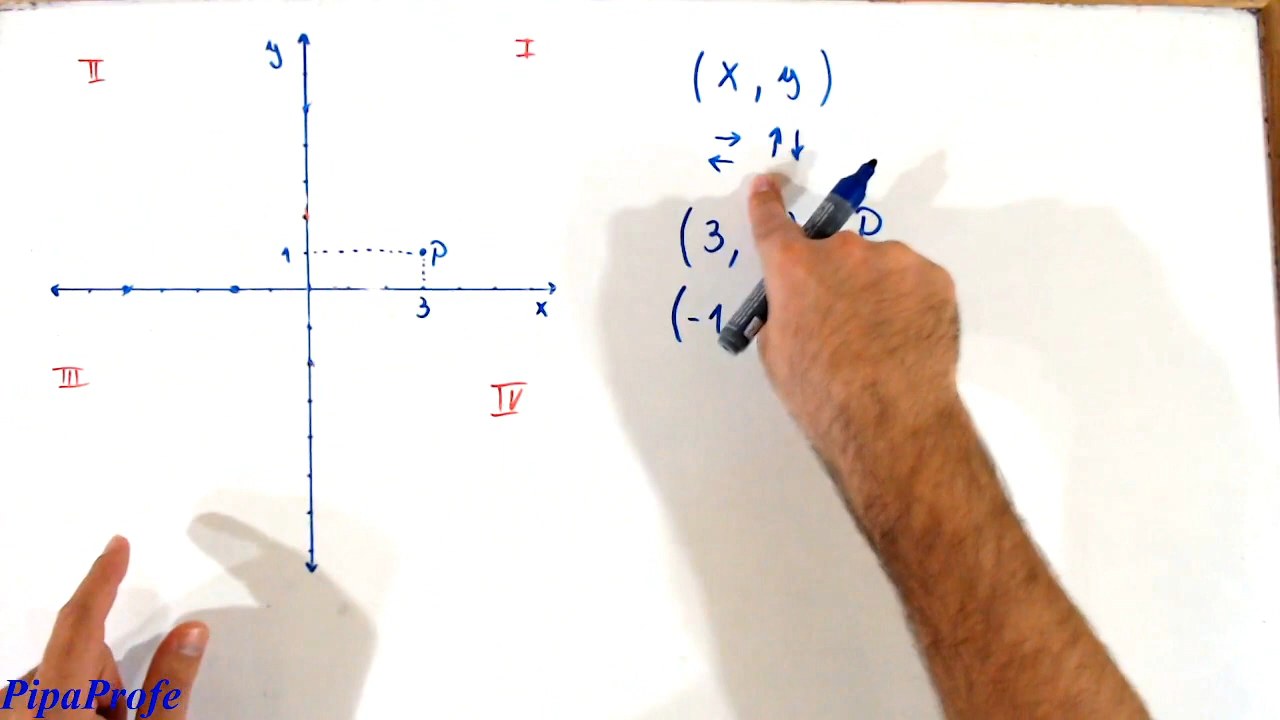 II
I
y
(x, y)
→ ↑↓
←
(3, P
1
P
(-1
3
x
III
IV
PipaProfe